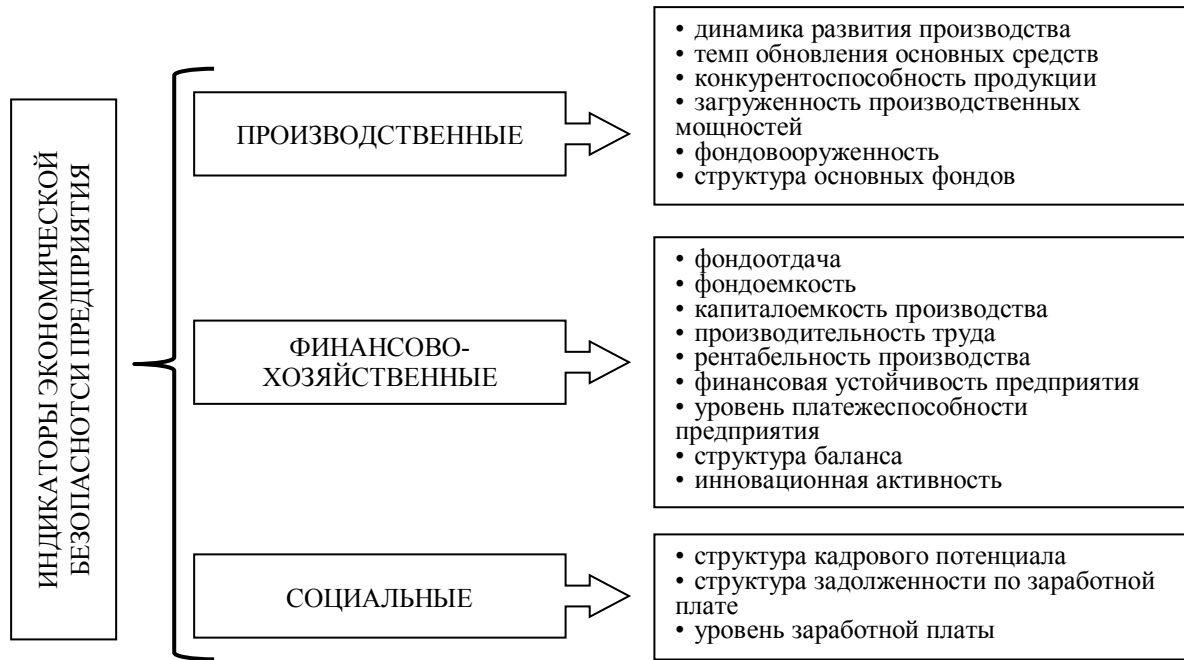 ИНДИКАТОРЫ ЭКОНОМИЧЕСКОЙ
БЕЗОПАСНОТСИ ПРЕДПРИЯТИЯ
ПРОИЗВОДСТВЕННЫЕ
• динамика развития производства
• темп обновления основных средств
• конкурентоспособность продукции
• загруженность производственных
мощностей
• фондовооруженность
• структура основных фондов
ФИНАНСОВО-
ХОЗЯЙСТВЕННЫЕ
• фондоотдача
• фондоемкость
• капиталоемкость производства
• производительность труда
• рентабельность производства
• финансовая устойчивость предприятия
• уровень платежеспособности
предприятия
• структура баланса
• инновационная активность
СОЦИАЛЬНЫЕ
• структура кадрового потенциала
• структура задолженности по заработной
плате
• уровень заработной платы